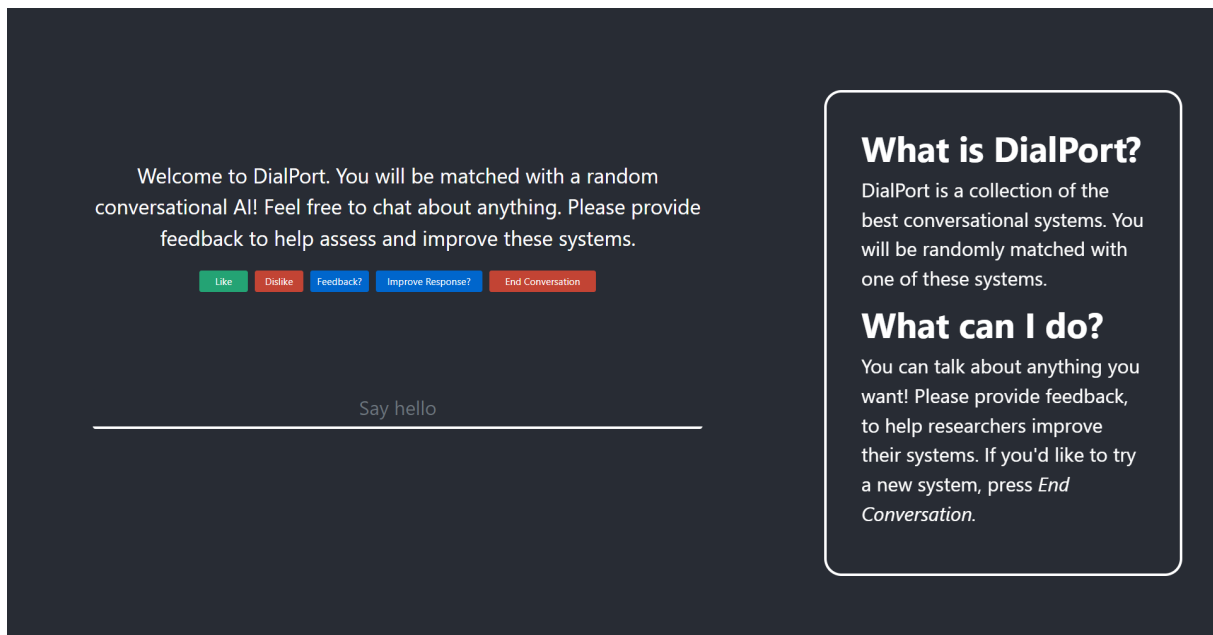 Welcome to DialPort. You will be matched with a random
conversational AI! Feel free to chat about anything. Please provide
feedback to help assess and improve these systems.
Like Dislike Feedback? Improve Response? End Conversation
Say hello
What is DialPort?
DialPort is a collection of the
best conversational systems. You
will be randomly matched with
one of these systems.
What can I do?
You can talk about anything you
want! Please provide feedback,
to help researchers improve
their systems. If you'd like to try
a new system, press End
Conversation.